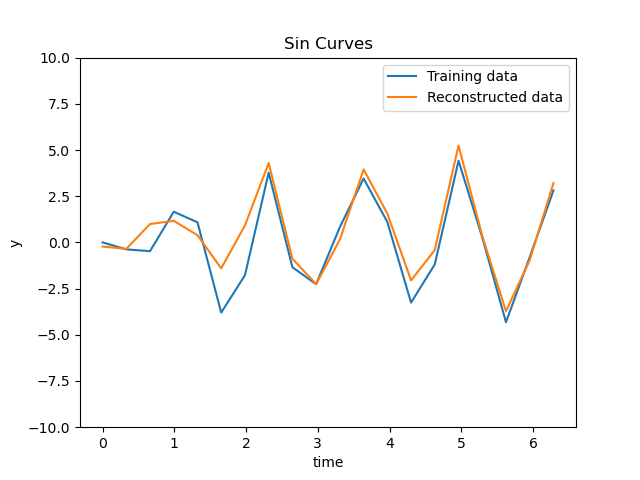 Sin Curves
Training data
Reconstructed data
10.0
7.5
5.0
2.5
0.0
−2.5
−5.0
−7.5
−10.0
y
0 1 2 3 4 5 6
time